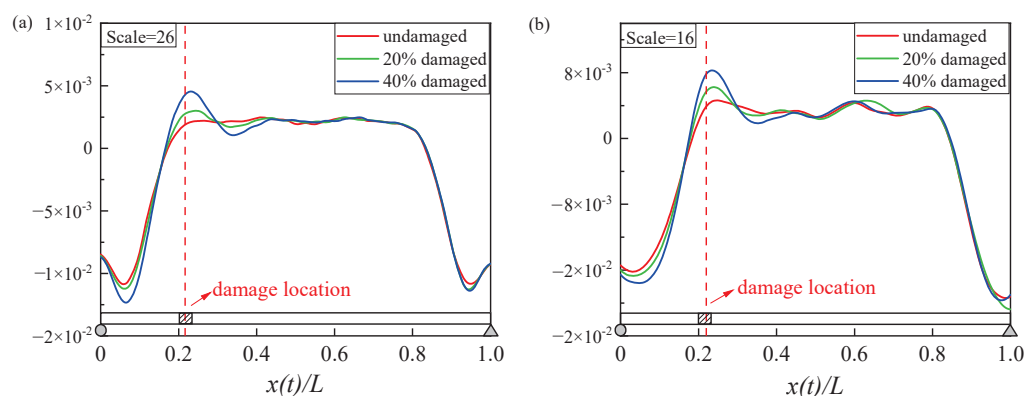 (a)
Scale=26
undamaged
20% damaged
40% damaged
1×10⁻²
5×10⁻³
0
−5×10⁻³
−1×10⁻²
−2×10⁻²
damage location
0 0.2 0.4 0.6 0.8 1.0
x(t)/L
(b)
Scale=16
undamaged
20% damaged
40% damaged
8×10⁻³
0
−8×10⁻³
−2×10⁻²
−2×10⁻²
damage location
0 0.2 0.4 0.6 0.8 1.0
x(t)/L